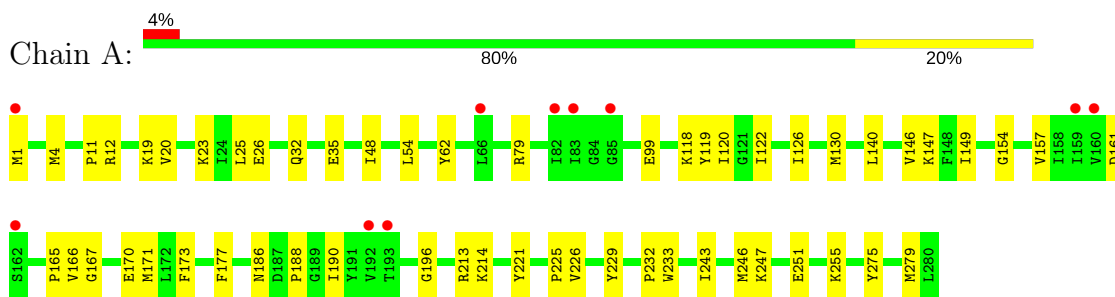 4%
Chain A:
80% 20%
M1 M4 P11 R12 K19 V20 K23 I24 L25 E26 Q32 E35 I48 L54 Y62 L66 R79 I82 I83 G84 G85 E99 K118 Y119 I120 G121 I122 I126 M130 L140 V146 K147 F148 I149 G154 V157 I158 I159 V160
S162 P165 V166 G167 E170 M171 L172 F173 F177 N186 D187 P188 G189 I190 Y191 V192 T193 G196 R213 K214 Y221 P225 V226 Y229 P232 W233 I243 M246 K247 E251 K255 Y275 M279 L280